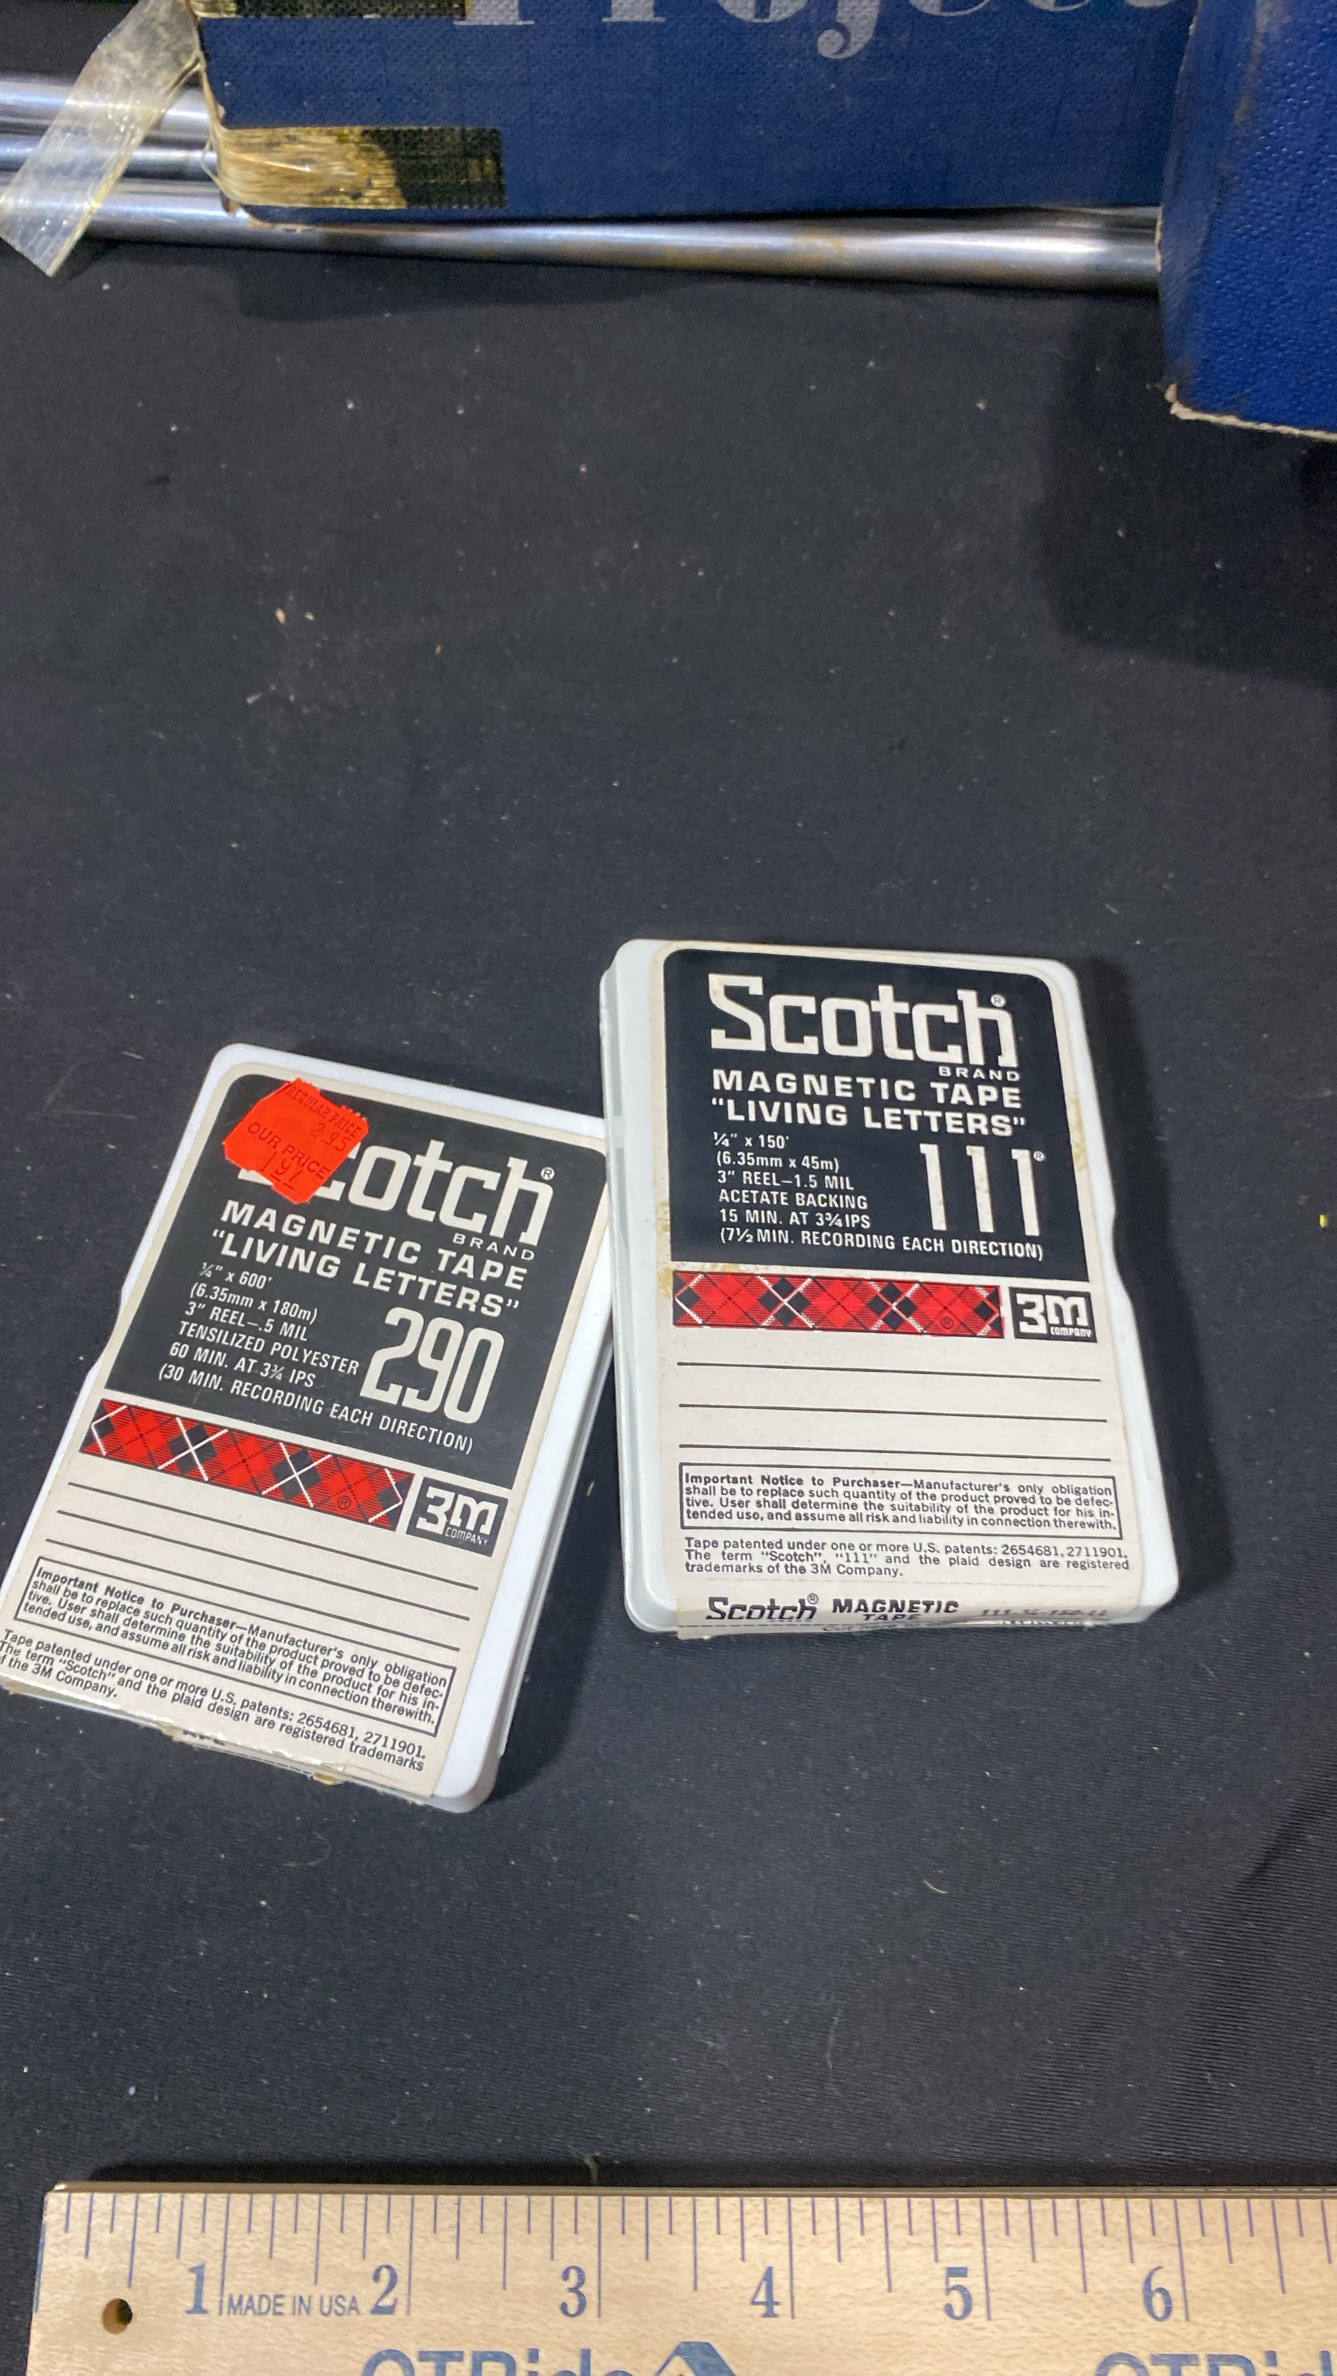 Project
REGULAR PRICE
2.95
OUR PRICE
1 91
Scotch®
BRAND
MAGNETIC TAPE
"LIVING LETTERS"
¼" x 600'
(6.35mm x 180m)
3" REEL–.5 MIL
TENSILIZED POLYESTER
60 MIN. AT 3¾ IPS
(30 MIN. RECORDING EACH DIRECTION)
290
®
3M
COMPANY
Important Notice to Purchaser—Manufacturer's only obligation
shall be to replace such quantity of the product proved to be defec-
tive. User shall determine the suitability of the product for his in-
tended use, and assume all risk and liability in connection therewith.
Tape patented under one or more U.S. patents: 2654681, 2711901.
The term "Scotch" and the plaid design are registered trademarks
of the 3M Company.
Scotch®
BRAND
MAGNETIC TAPE
"LIVING LETTERS"
¼" x 150'
(6.35mm x 45m)
3" REEL–1.5 MIL
ACETATE BACKING
15 MIN. AT 3¾ IPS
(7½ MIN. RECORDING EACH DIRECTION)
111®
®
3M
COMPANY
Important Notice to Purchaser—Manufacturer's only obligation
shall be to replace such quantity of the product proved to be defec-
tive. User shall determine the suitability of the product for his in-
tended use, and assume all risk and liability in connection therewith.
Tape patented under one or more U.S. patents: 2654681, 2711901.
The term "Scotch", "111" and the plaid design are registered
trademarks of the 3M Company.
Scotch® MAGNETIC
TAPE
1 MADE IN USA 2 3 4 5 6